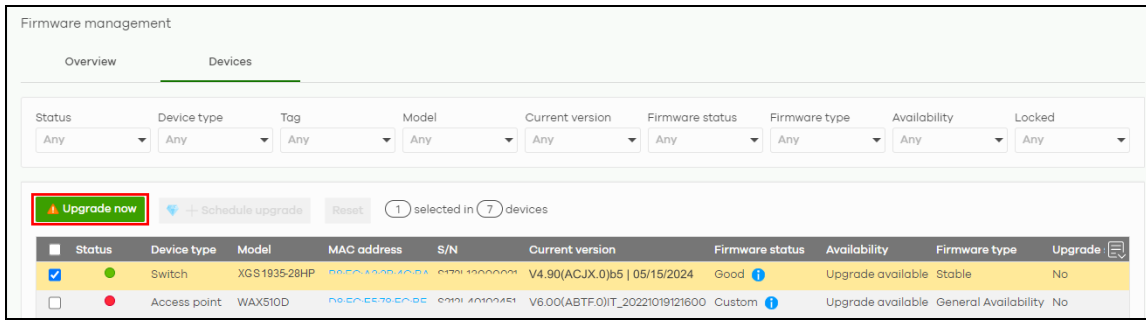 Firmware management
Overview Devices
Status Device type Tag Model Current version Firmware status Firmware type Availability Locked
Any Any Any Any Any Any Any Any Any
Upgrade now + Schedule upgrade Reset 1 selected in 7 devices
Status Device type Model MAC address S/N Current version Firmware status Availability Firmware type Upgrade
Switch XGS1935-28HP V4.90(ACJX.0)b5 | 05/15/2024 Good Upgrade available Stable No
Access point WAX510D V6.00(ABTF.0)IT_20221019121600 Custom Upgrade available General Availability No